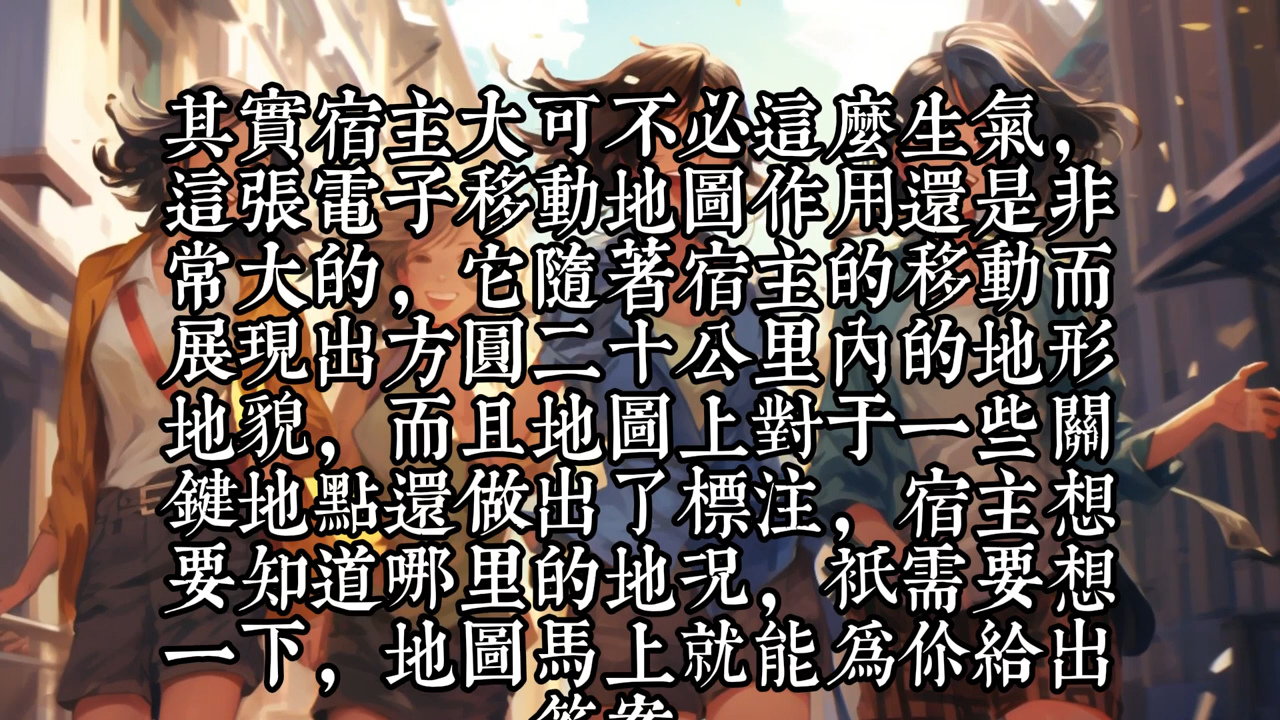 其實宿主大可不必這麼生氣，
這張電子移動地圖作用還是非
常大的，它隨著宿主的移動而
展現出方圓二十公里內的地形
地貌，而且地圖上對于一些關
鍵地點還做出了標注，宿主想
要知道哪里的地況，祇需要想
一下，地圖馬上就能爲你給出
答案